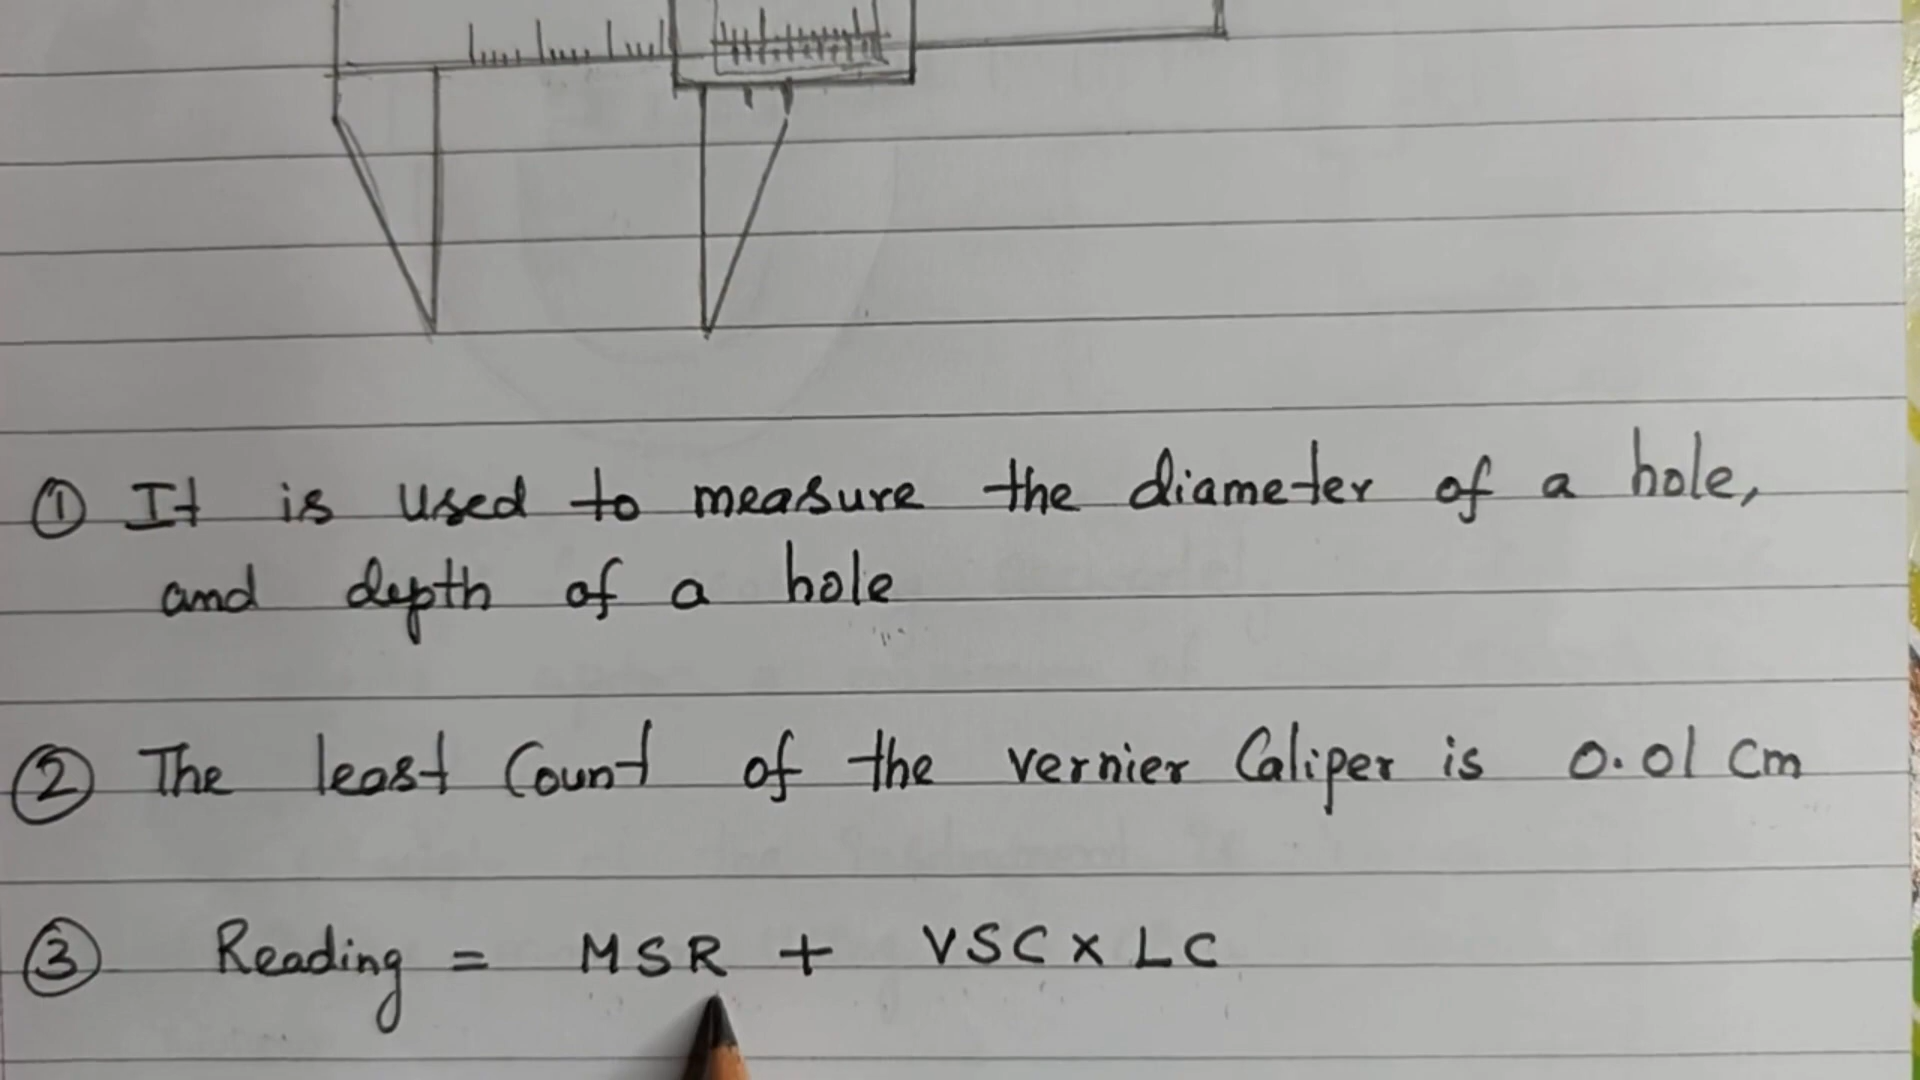 ① It is used to measure the diameter of a hole,
and depth of a hole
② The least Count of the vernier Caliper is 0.01 cm
③ Reading = MSR + VSC x LC